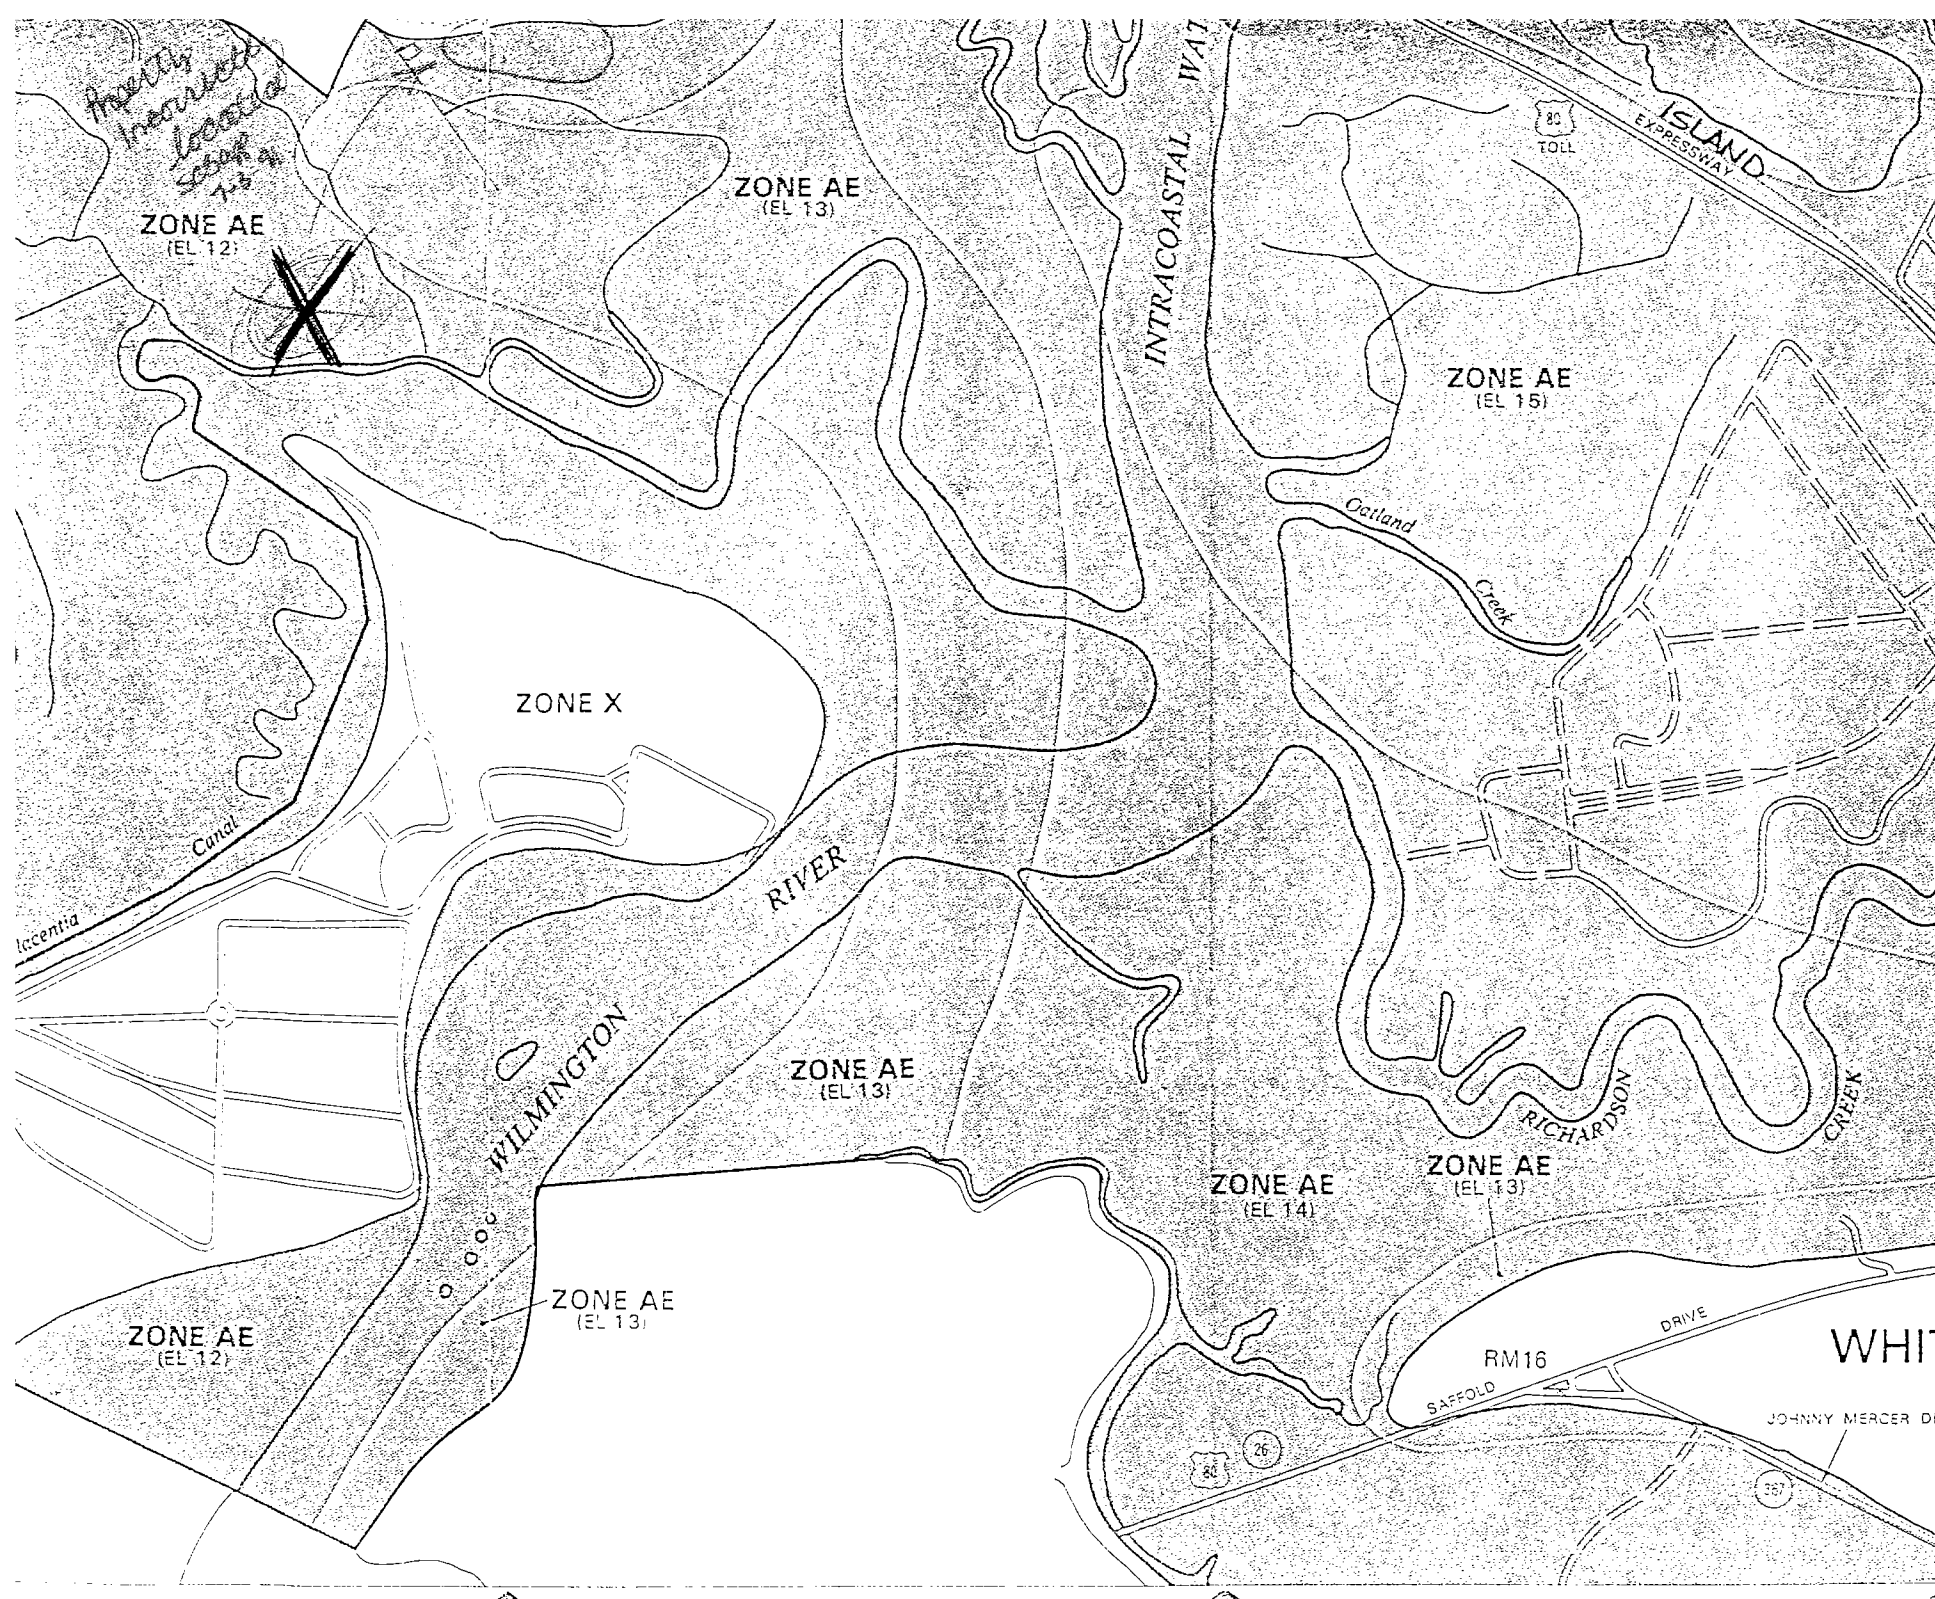 Property
located
7-3
ZONE AE
(EL 12)
ZONE AE
(EL 13)
INTRACOASTAL WAT
80
TOLL
ISLAND
EXPRESSWAY
ZONE AE
(EL 15)
Oatland
Creek
ZONE X
Canal
lacentia
RIVER
WILMINGTON
ZONE AE
(EL 13)
RICHARDSON
CREEK
ZONE AE
(EL 13)
ZONE AE
(EL 14)
ZONE AE
(EL 13)
ZONE AE
(EL 12)
RM16
SAFFOLD
DRIVE
WHIT
JOHNNY MERCER D
80
26
367